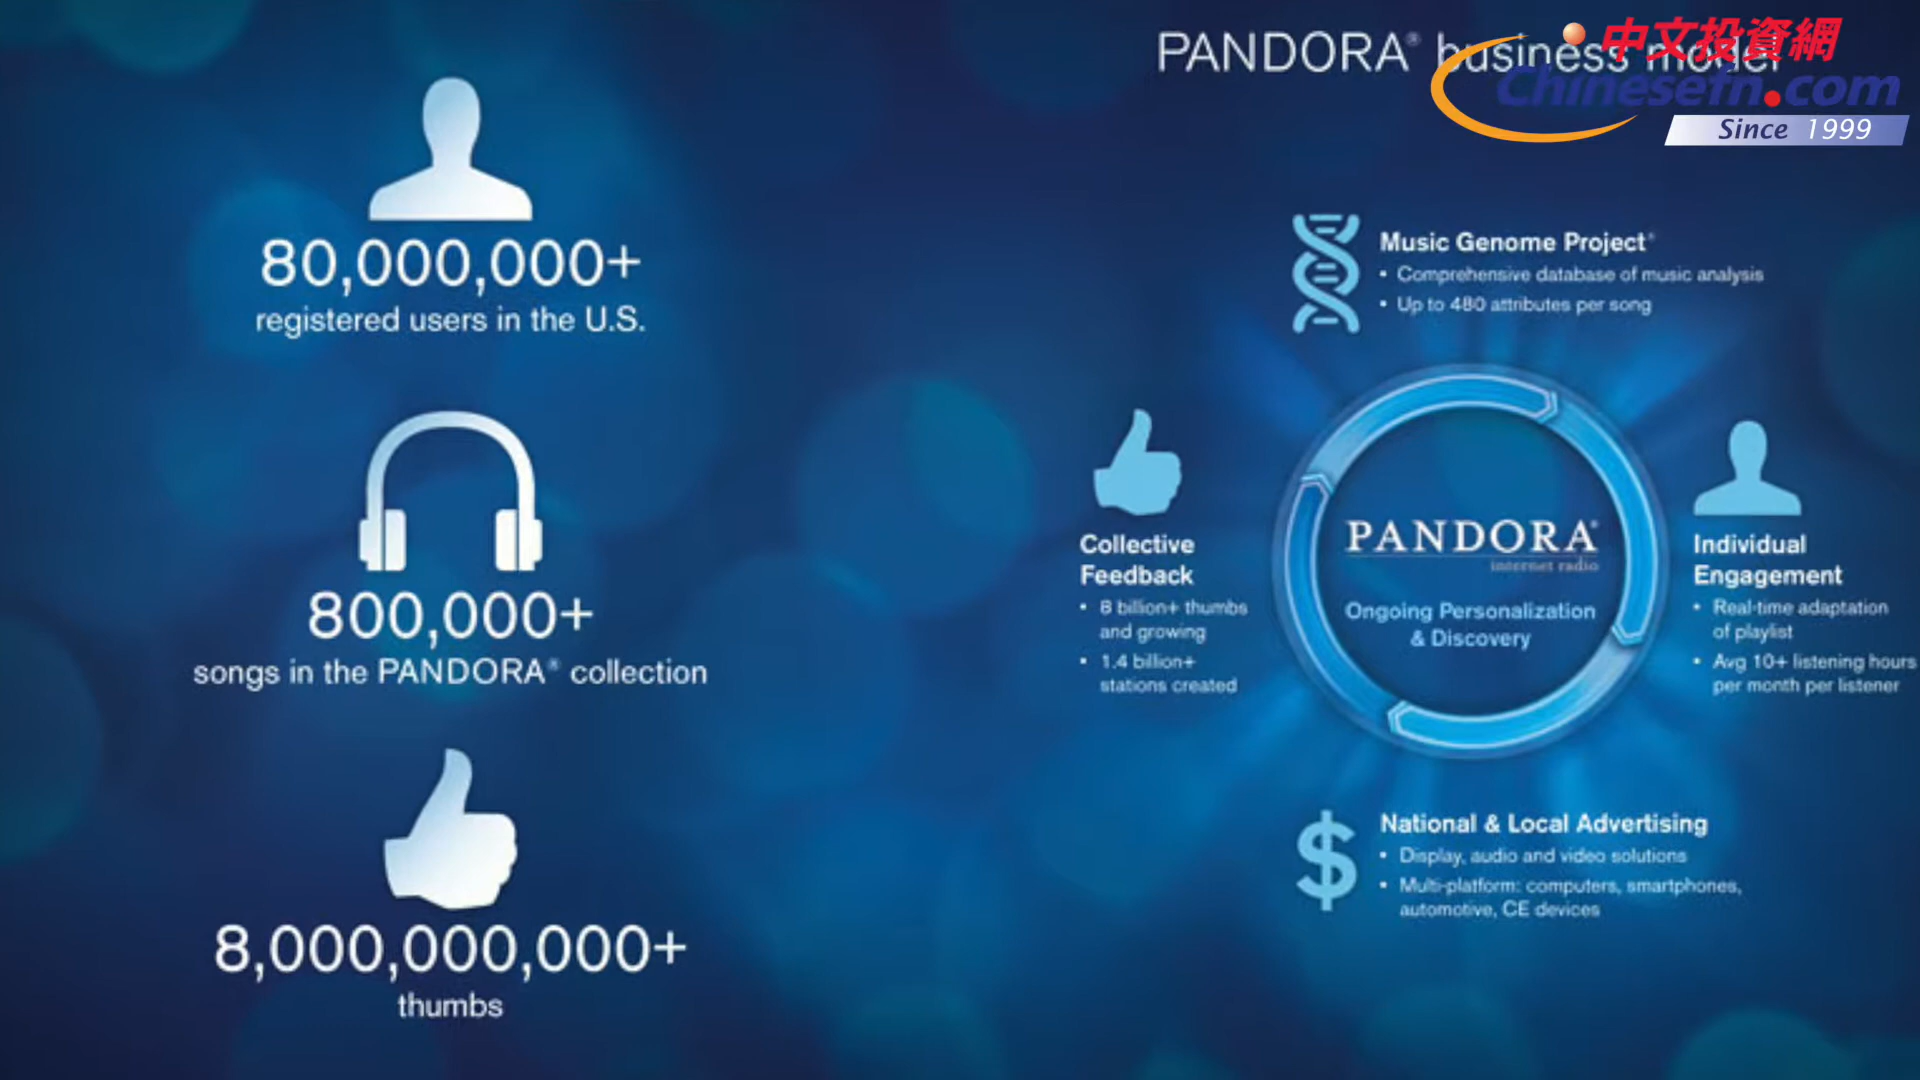 PANDORA® business model
中文投資網
Chinesefn.com
Since 1999
80,000,000+
registered users in the U.S.
800,000+
songs in the PANDORA® collection
8,000,000,000+
thumbs
Music Genome Project®
• Comprehensive database of music analysis
• Up to 480 attributes per song
Collective
Feedback
• 8 billion+ thumbs
and growing
• 1.4 billion+
stations created
PANDORA®
internet radio
Ongoing Personalization
& Discovery
Individual
Engagement
• Real-time adaptation
of playlist
• Avg 10+ listening hours
per month per listener
National & Local Advertising
• Display, audio and video solutions
• Multi-platform: computers, smartphones,
automotive, CE devices